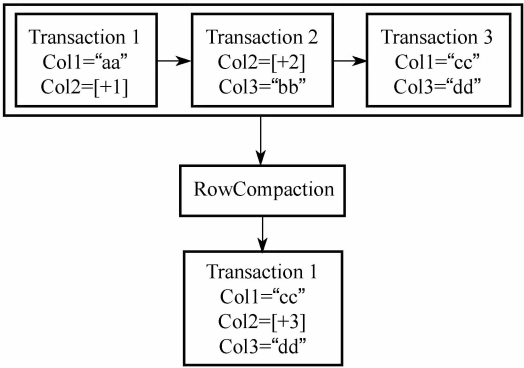 Transaction 1
Col1=“aa”
Col2=[+1]
Transaction 2
Col2=[+2]
Col3=“bb”
Transaction 3
Col1=“cc”
Col3=“dd”
RowCompaction
Transaction 1
Col1=“cc”
Col2=[+3]
Col3=“dd”